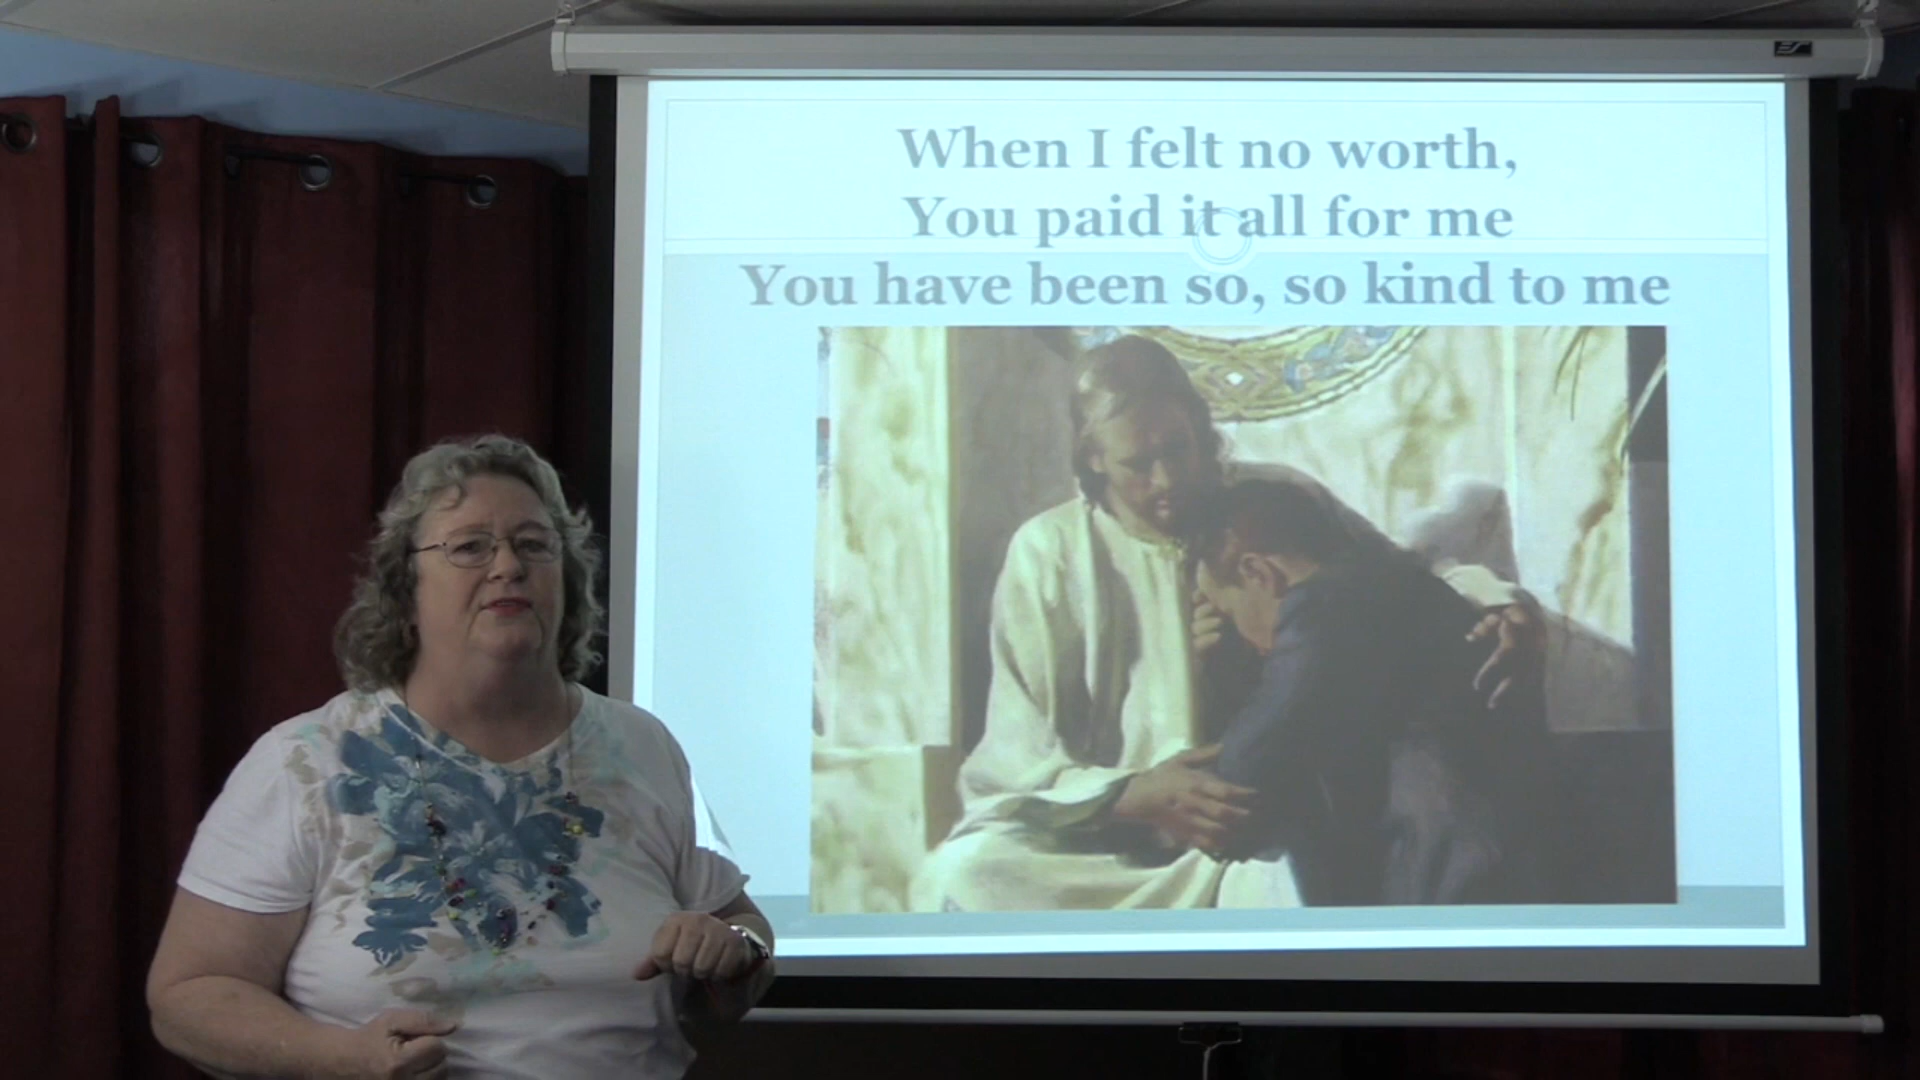 When I felt no worth,
You paid it all for me
You have been so, so kind to me